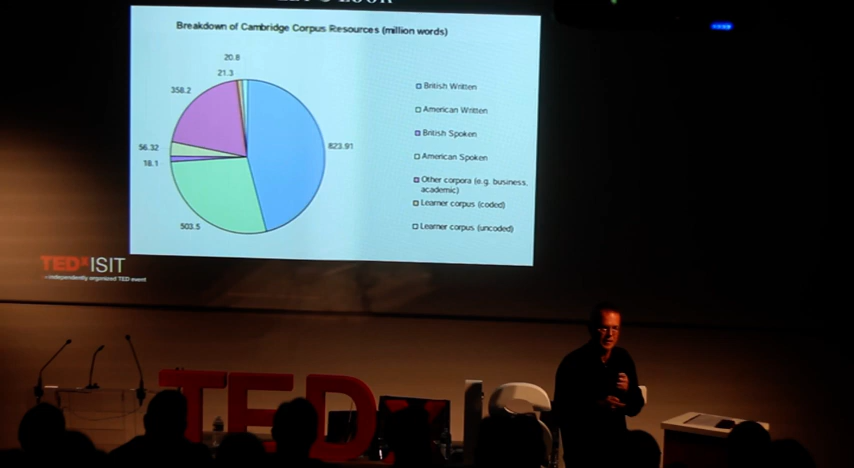 Breakdown of Cambridge Corpus Resources (million words)
20.8
21.3
358.2
56.32
18.1
503.5
823.91
British Written
American Written
British Spoken
American Spoken
Other corpora (e.g. business,
academic)
Learner corpus (coded)
Learner corpus (uncoded)
TEDxISIT
independently organized TED event
TEDx IS